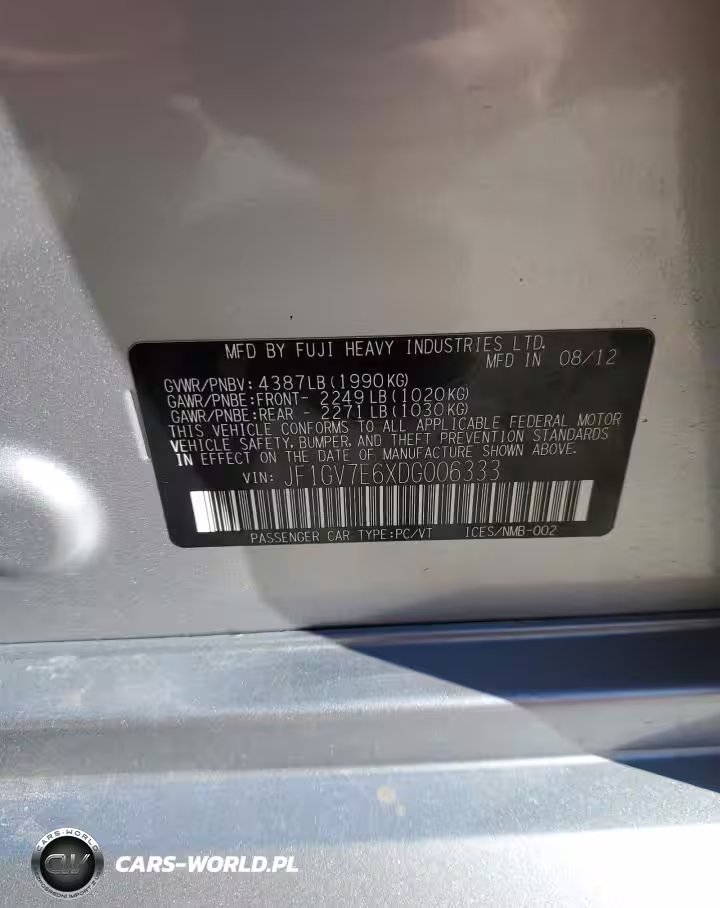 MFD BY FUJI HEAVY INDUSTRIES LTD.
MFD IN 08/12
GVWR/PNBV: 4387LB (1990KG)
GAWR/PNBE: FRONT- 2249LB (1020KG)
GAWR/PNBE: REAR - 2271LB (1030KG)
THIS VEHICLE CONFORMS TO ALL APPLICABLE FEDERAL MOTOR
VEHICLE SAFETY, BUMPER, AND THEFT PREVENTION STANDARDS
IN EFFECT ON THE DATE OF MANUFACTURE SHOWN ABOVE.
VIN: JF1GV7E6XDG006333
PASSENGER CAR TYPE:PC/VT ICES/NMB-002
CARS-WORLD
CARS-WORLD.PL